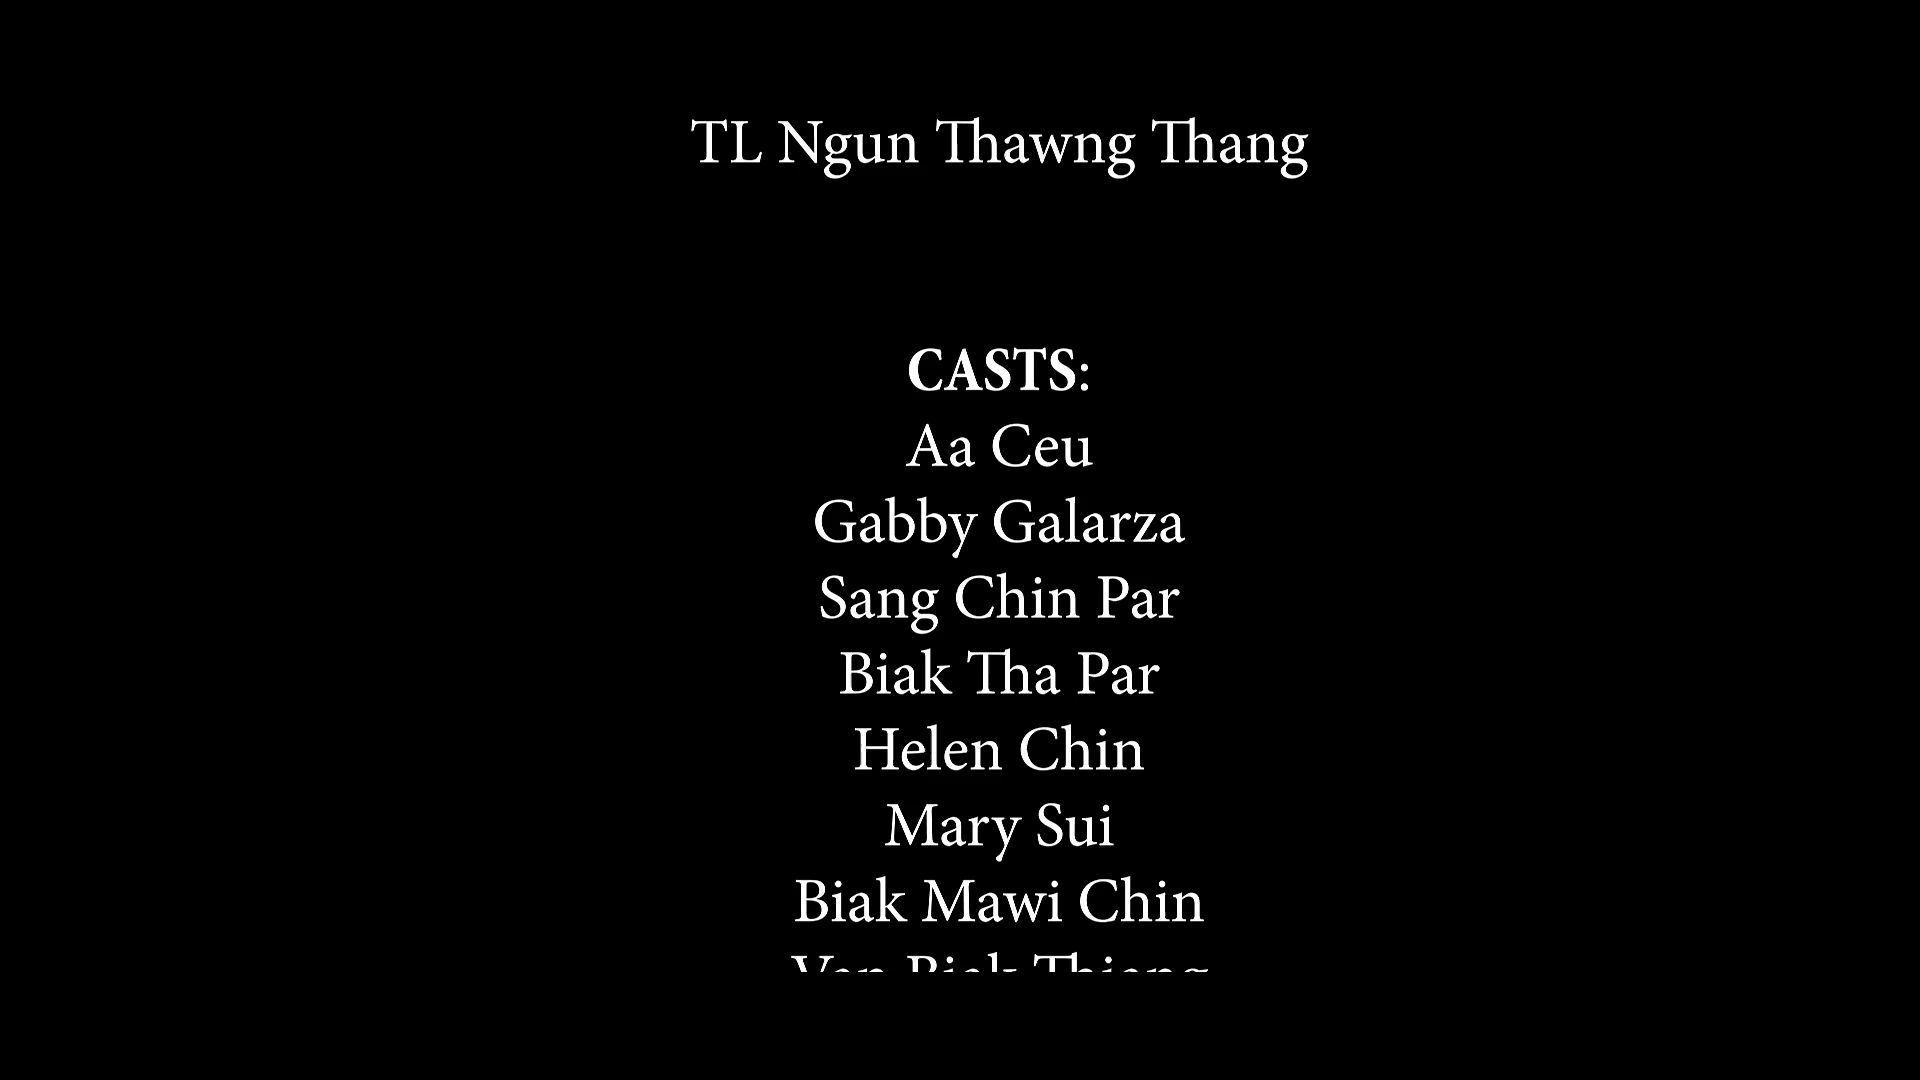 TL Ngun Thawng Thang
CASTS:
Aa Ceu
Gabby Galarza
Sang Chin Par
Biak Tha Par
Helen Chin
Mary Sui
Biak Mawi Chin